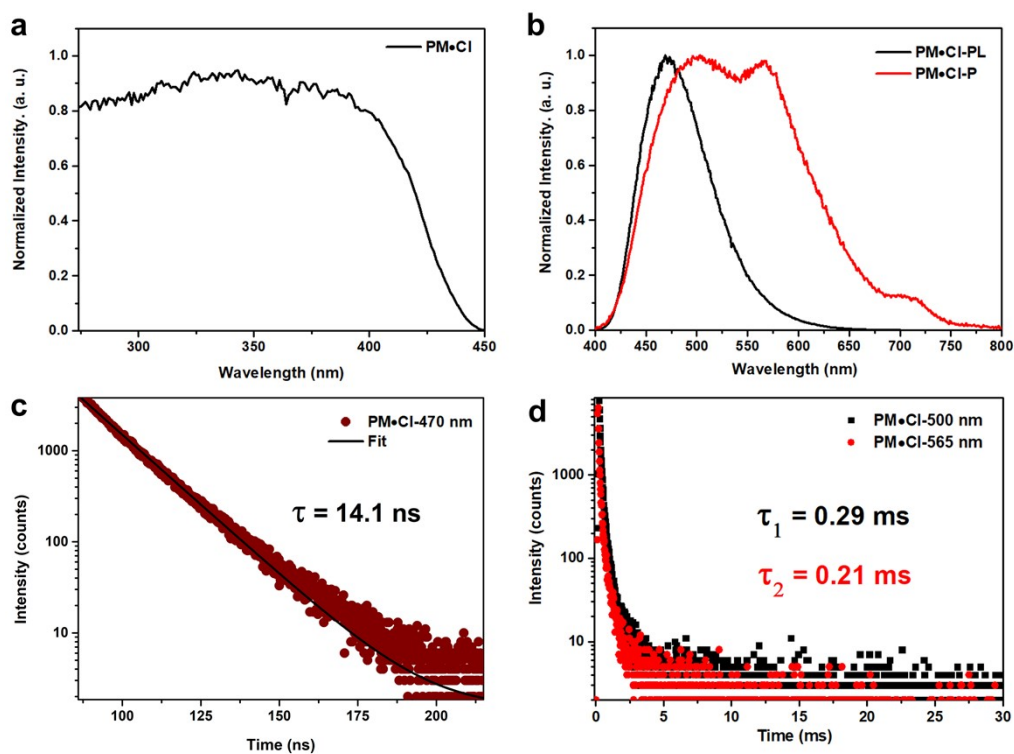 a
PM•Cl
1.0
0.8
0.6
0.4
0.2
0.0
Normalized Intensity. (a. u.)
300
350
400
450
Wavelength (nm)
b
PM•Cl-PL
PM•Cl-P
1.0
0.8
0.6
0.4
0.2
0.0
Normalized Intensity. (a. u.)
400
450
500
550
600
650
700
750
800
Wavelength (nm)
c
PM•Cl-470 nm
Fit
τ = 14.1 ns
1000
100
10
Intensity (counts)
100
125
150
175
200
Time (ns)
d
PM•Cl-500 nm
PM•Cl-565 nm
τ1 = 0.29 ms
τ2 = 0.21 ms
1000
100
10
Intensity (counts)
0
5
10
15
20
25
30
Time (ms)